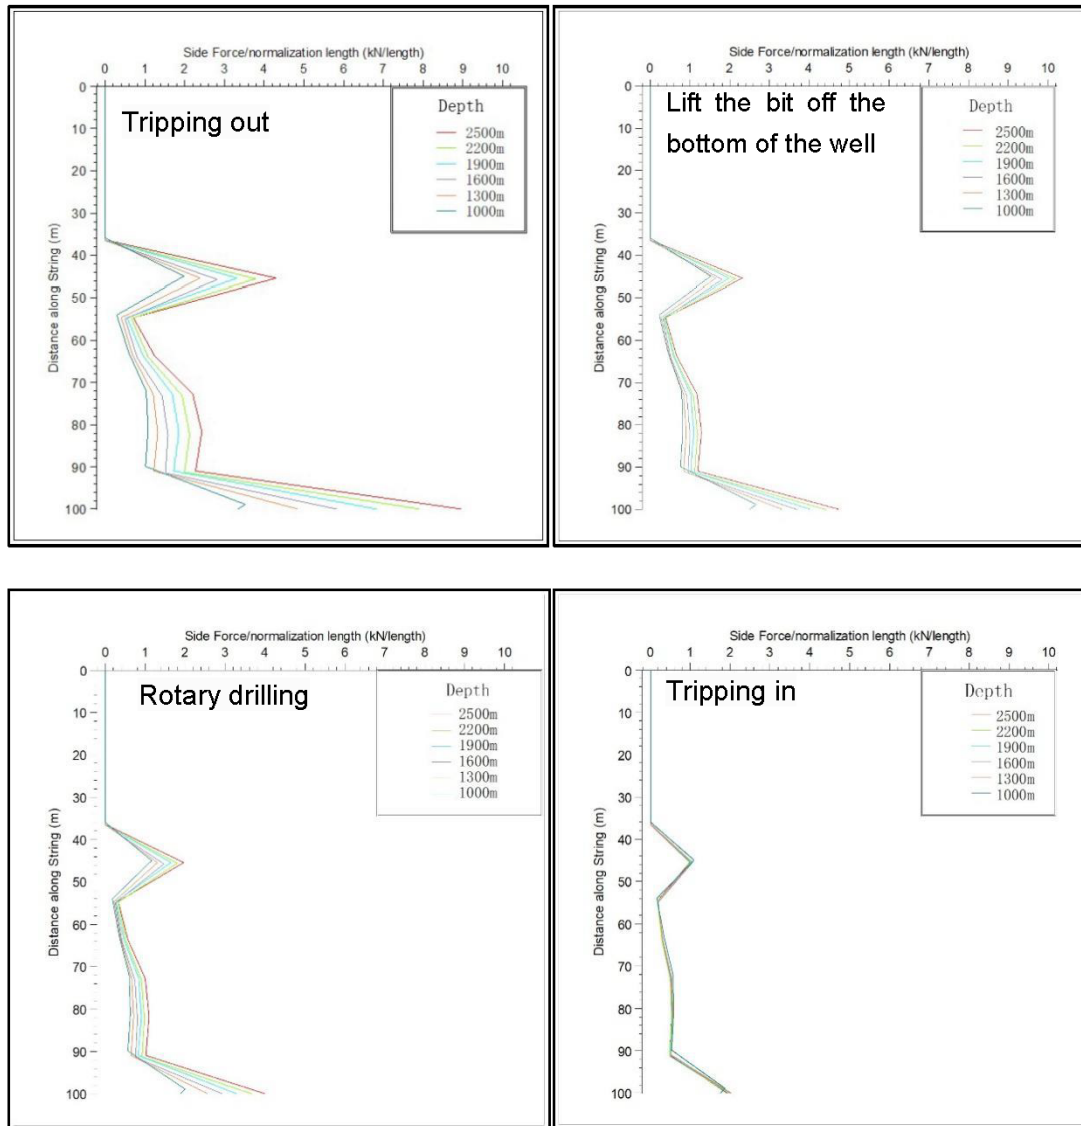 Side Force/normalization length (kN/length)
0 1 2 3 4 5 6 7 8 9 10
Tripping out
Depth
2500m
2200m
1900m
1600m
1300m
1000m
Distance along String (m)
0
10
20
30
40
50
60
70
80
90
100
Side Force/normalization length (kN/length)
0 1 2 3 4 5 6 7 8 9 10
Lift the bit off the
bottom of the well
Depth
2500m
2200m
1900m
1600m
1300m
1000m
Distance along String (m)
0
10
20
30
40
50
60
70
80
90
100
Side Force/normalization length (kN/length)
0 1 2 3 4 5 6 7 8 9 10
Rotary drilling
Depth
2500m
2200m
1900m
1600m
1300m
1000m
Distance along String (m)
0
10
20
30
40
50
60
70
80
90
100
Side Force/normalization length (kN/length)
0 1 2 3 4 5 6 7 8 9 10
Tripping in
Depth
2500m
2200m
1900m
1600m
1300m
1000m
Distance along String (m)
0
10
20
30
40
50
60
70
80
90
100